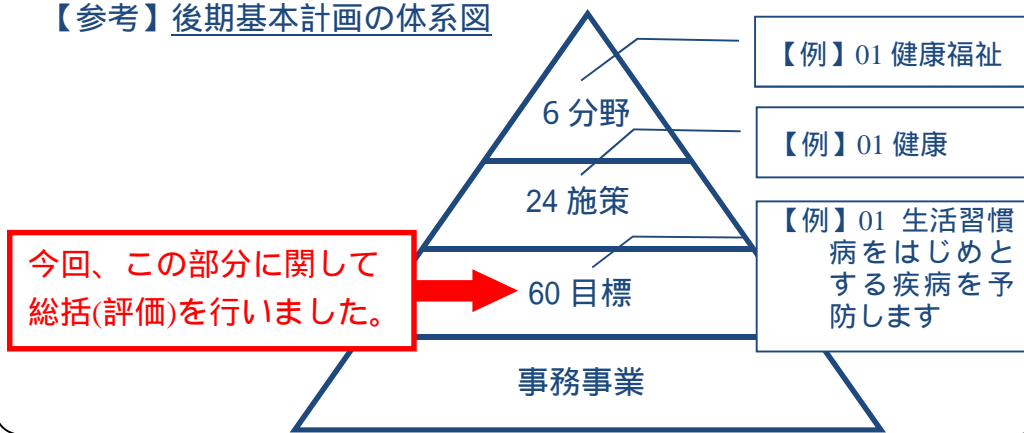 【参考】後期基本計画の体系図
6 分野
【例】01 健康福祉
24 施策
【例】01 健康
60 目標
【例】01 生活習慣
病をはじめと
する疾病を予
防します
今回、この部分に関して
総括(評価)を行いました。
事務事業